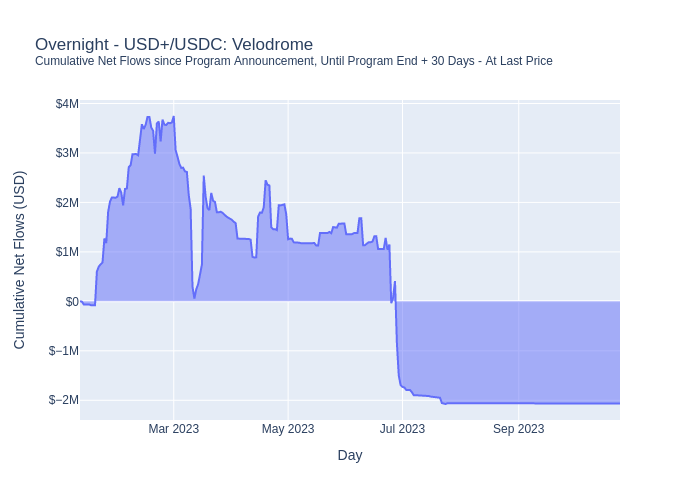 Overnight - USD+/USDC: Velodrome
Cumulative Net Flows since Program Announcement, Until Program End + 30 Days - At Last Price
Cumulative Net Flows (USD)
$4M
$3M
$2M
$1M
$0
$−1M
$−2M
Mar 2023
May 2023
Jul 2023
Sep 2023
Day